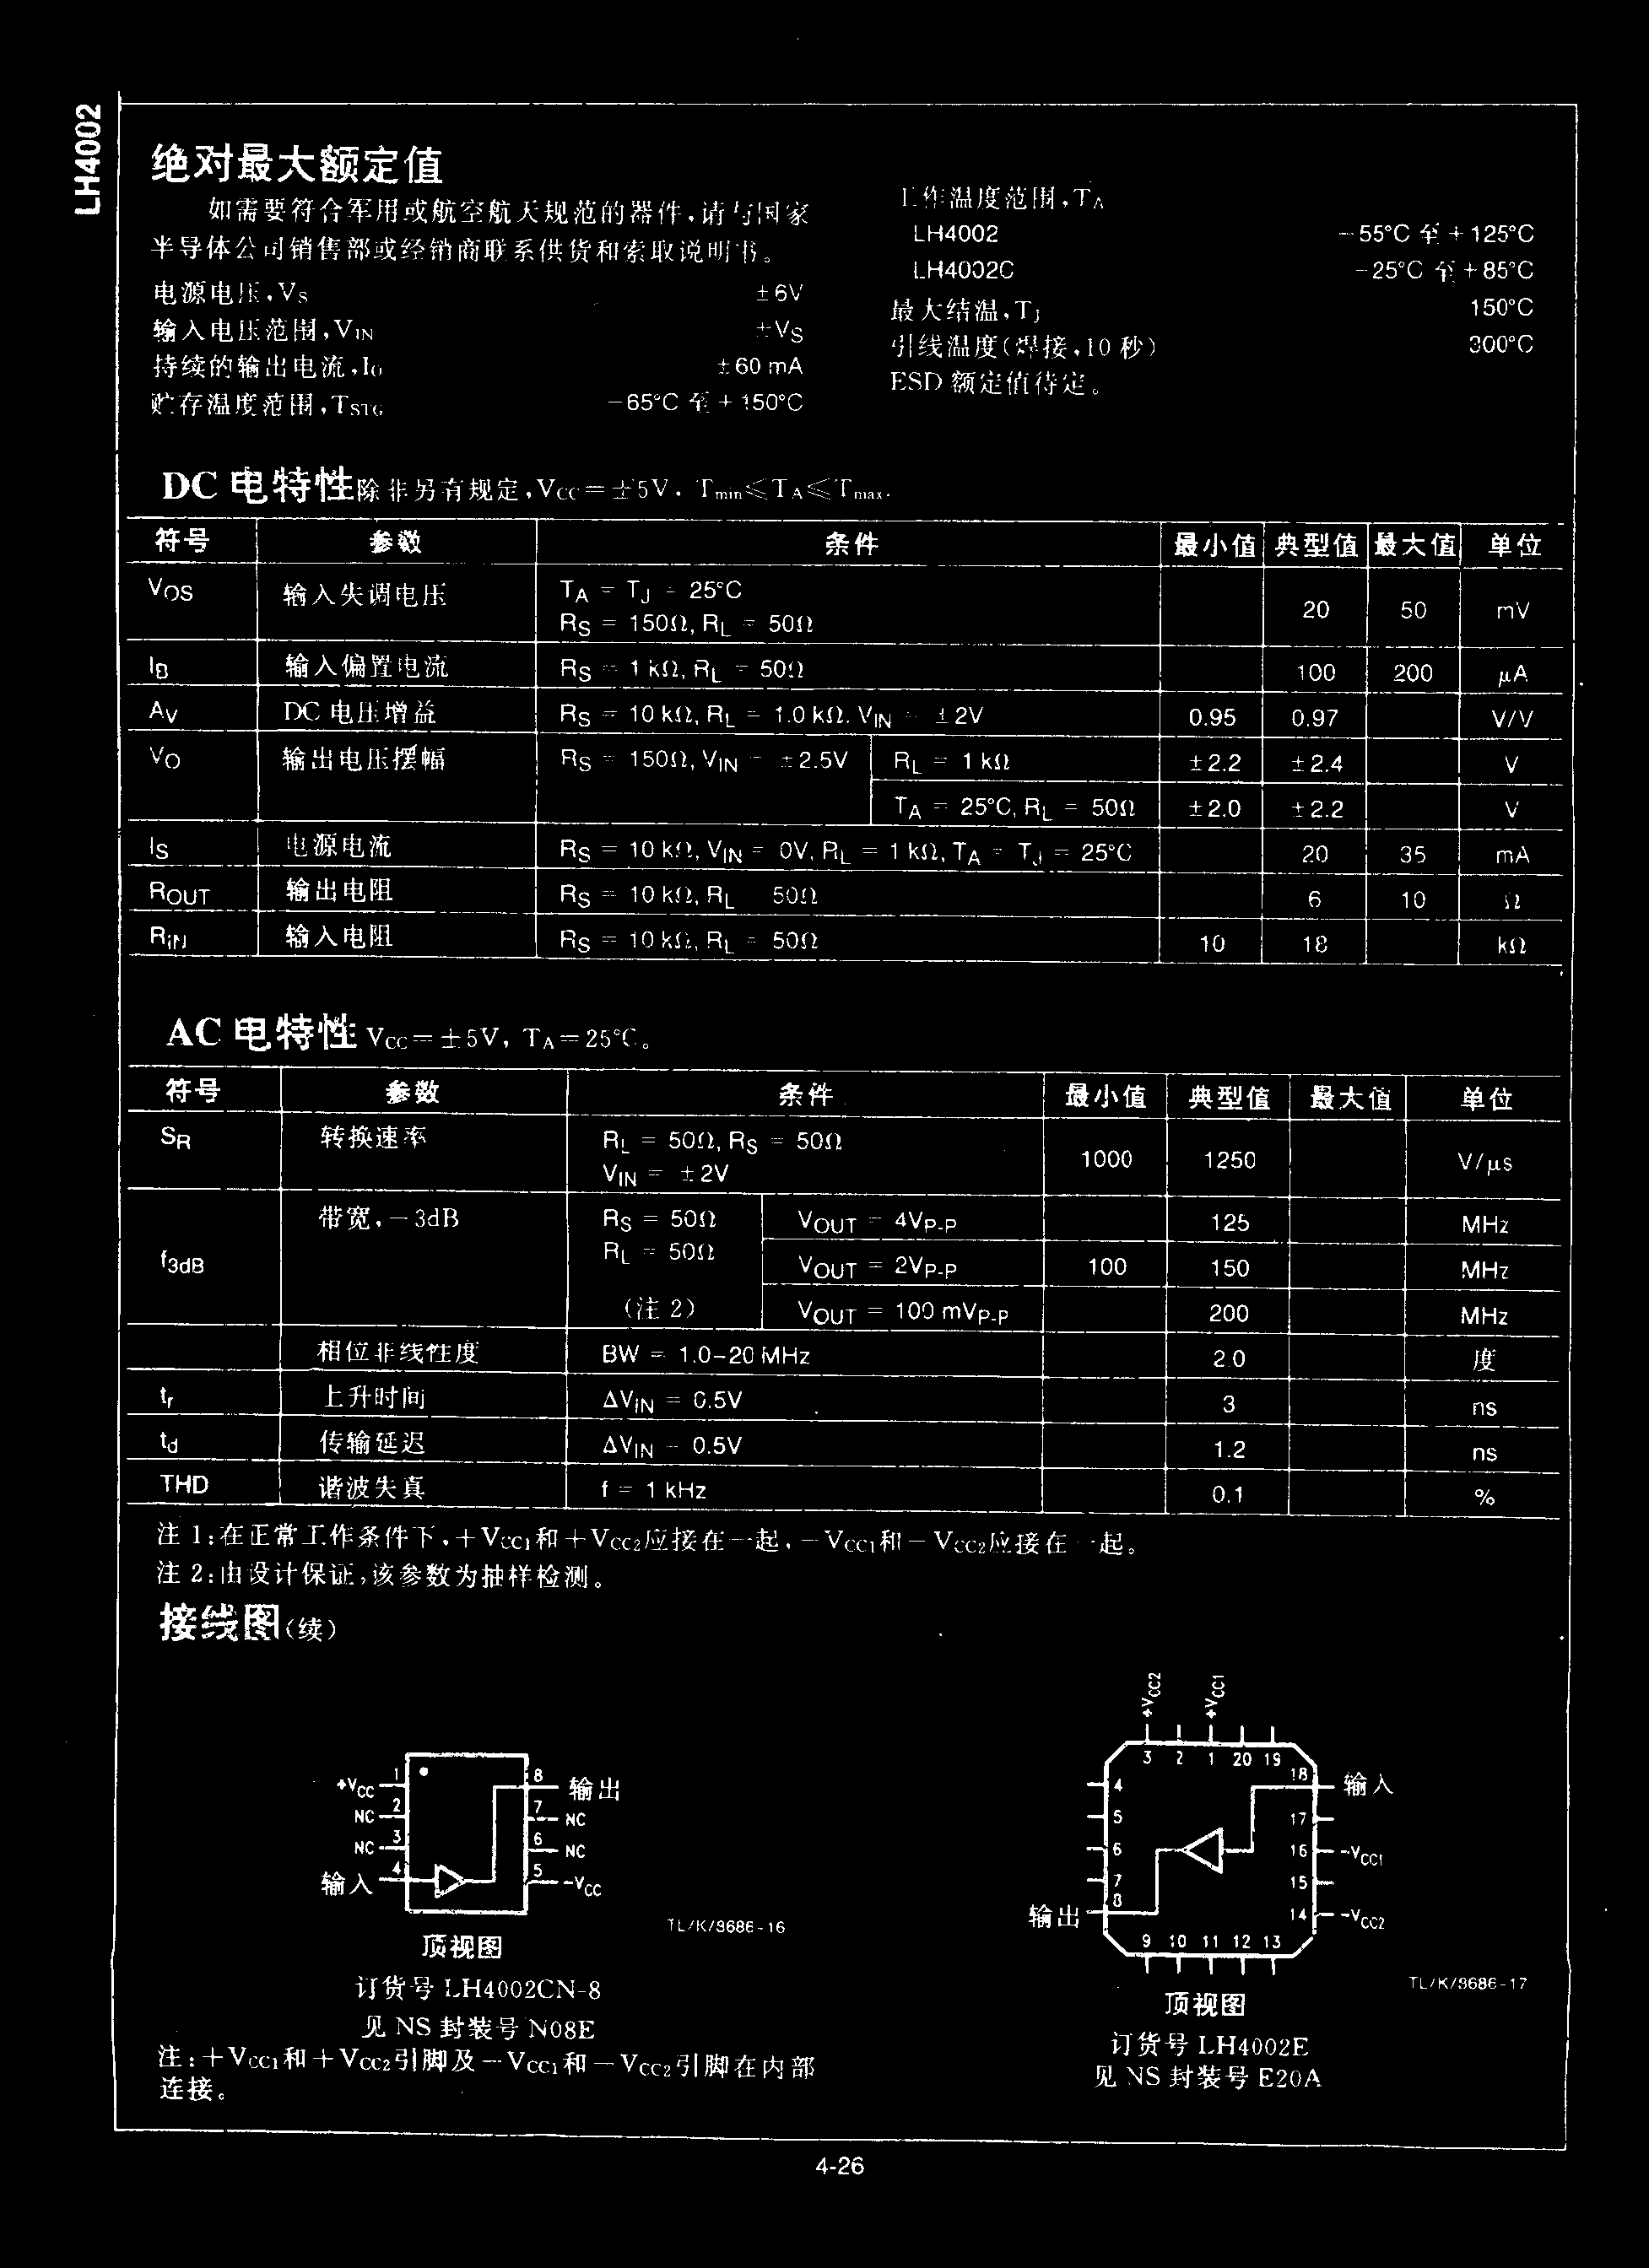 LH4002
绝对最大额定值
如需要符合军用或航空航天规范的器件,请与国家
半导体公司销售部或经销商联系供货和索取说明书。
电源电压,VS ±6V
输入电压范围,VIN ±VS
持续的输出电流,IO ±60 mA
贮存温度范围,TSTG −65°C 至 +150°C
工作温度范围,TA
LH4002 −55°C 至 +125°C
LH4002C −25°C 至 +85°C
最大结温,TJ 150°C
引线温度(焊接,10 秒) 300°C
ESD 额定值待定。
DC 电特性除非另有规定,VCC=±5V, Tmin≤TA≤Tmax.
符号 参数 条件 最小值 典型值 最大值 单位
VOS 输入失调电压 TA = TJ = 25°C
RS = 150Ω, RL = 50Ω 20 50 mV
IB 输入偏置电流 RS = 1 kΩ, RL = 50Ω 100 200 μA
AV DC 电压增益 RS = 10 kΩ, RL = 1.0 kΩ. VIN = ±2V 0.95 0.97 V/V
VO 输出电压摆幅 RS = 150Ω, VIN = ±2.5V RL = 1 kΩ ±2.2 ±2.4 V
TA = 25°C, RL = 50Ω ±2.0 ±2.2 V
IS 电源电流 RS = 10 kΩ, VIN = 0V, RL = 1 kΩ, TA = TJ = 25°C 20 35 mA
ROUT 输出电阻 RS = 10 kΩ, RL 50Ω 6 10 Ω
RIN 输入电阻 RS = 10 kΩ, RL = 50Ω 10 18 kΩ
AC 电特性 VCC=±5V, TA=25°C。
符号 参数 条件 最小值 典型值 最大值 单位
SR 转换速率 RL = 50Ω, RS = 50Ω
VIN = ±2V 1000 1250 V/μs
f3dB 带宽,−3dB RS = 50Ω VOUT = 4VP-P 125 MHz
RL = 50Ω VOUT = 2VP-P 100 150 MHz
(注 2) VOUT = 100 mVP-P 200 MHz
相位非线性度 BW = 1.0–20 MHz 2.0 度
tr 上升时间 ΔVIN = 0.5V 3 ns
td 传输延迟 ΔVIN = 0.5V 1.2 ns
THD 谐波失真 f = 1 kHz 0.1 %
注 1:在正常工作条件下,+VCC1和+VCC2应接在一起,−VCC1和−VCC2应接在一起。
注 2:由设计保证,该参数为抽样检测。
接线图(续)
+VCC 1
NC 2
NC 3
输入 4
8 输出
7 NC
6 NC
5 −VCC
TL/K/8686-16
顶视图
订货号 LH4002CN-8
见 NS 封装号 N08E
注:+VCC1和+VCC2引脚及−VCC1和−VCC2引脚在内部
连接。
+VCC2 +VCC1
3 2 1 20 19
4
5
6
7
输出 8
18 输入
17
16 −VCC1
15
14 −VCC2
9 10 11 12 13
TL/K/8686-17
顶视图
订货号 LH4002E
见 NS 封装号 E20A
4-26